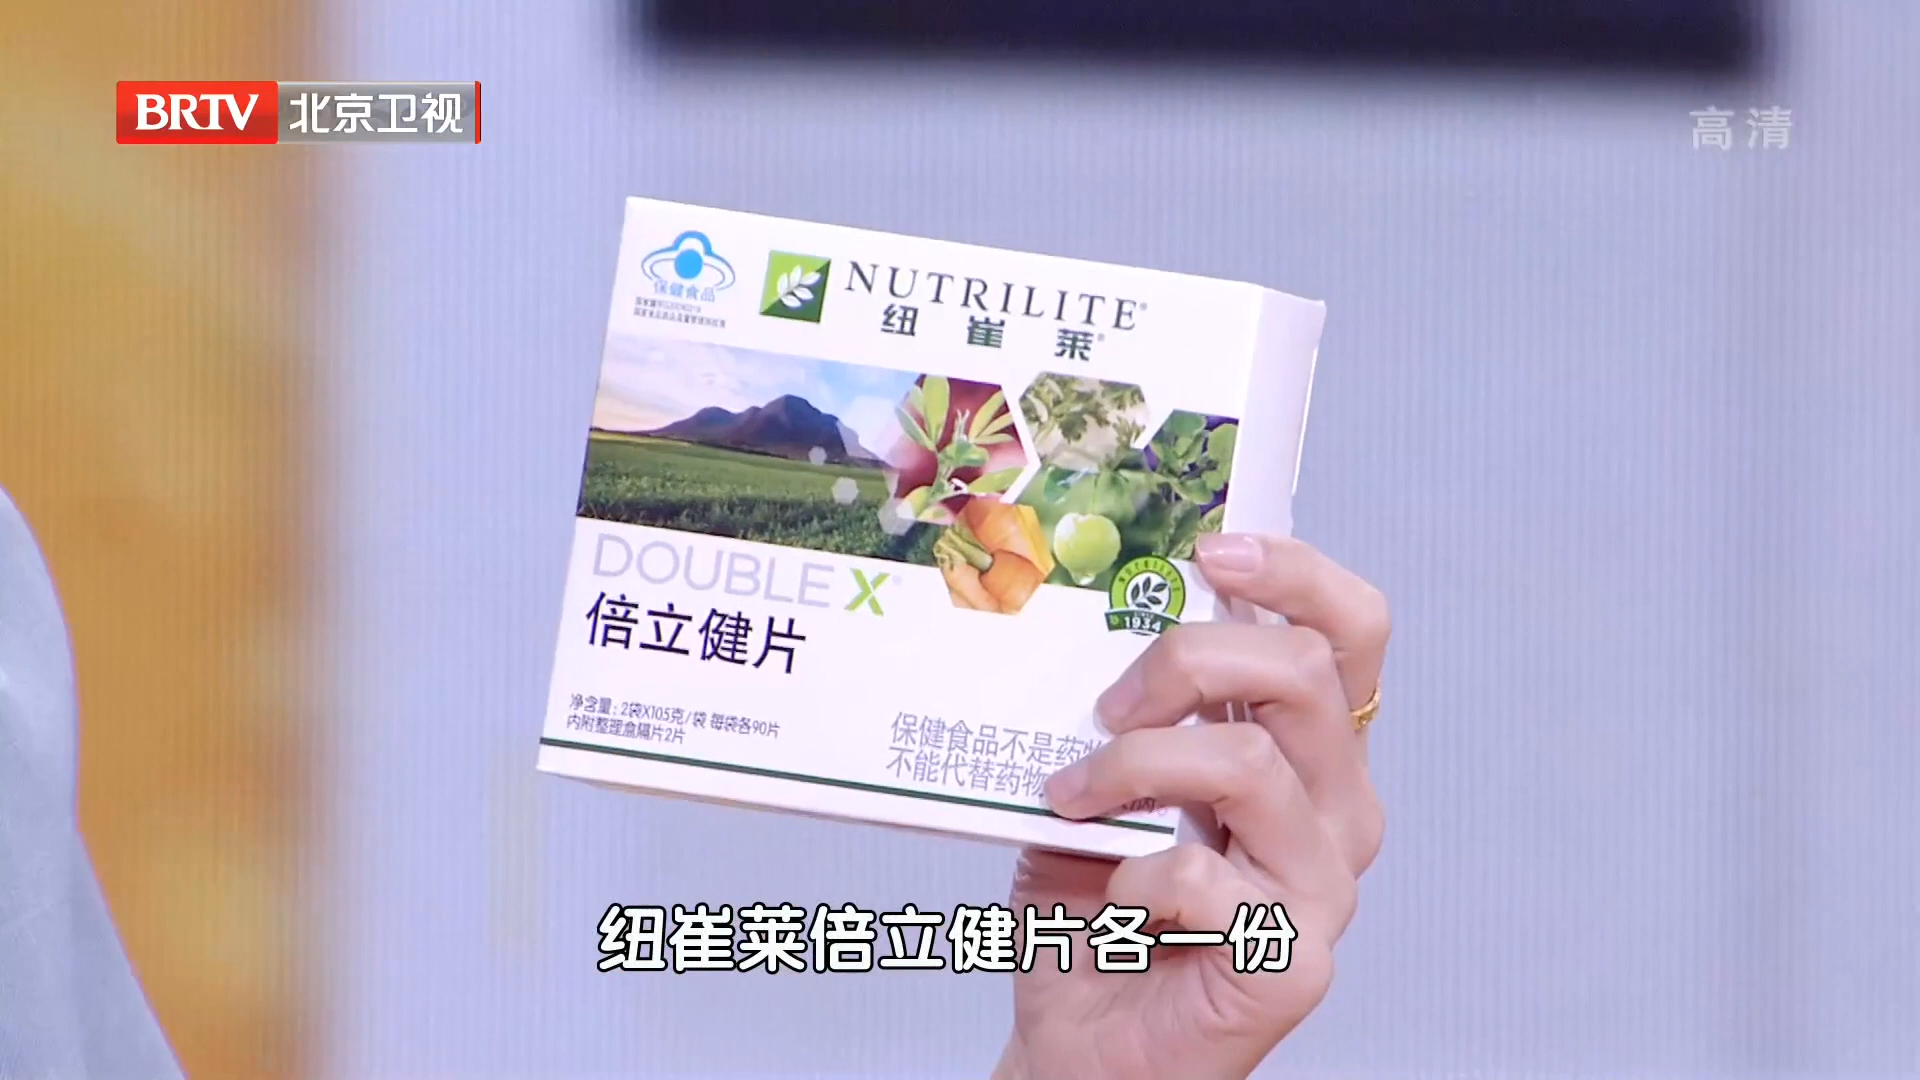 BRTV 北京卫视
高清
保健食品
NUTRILITE®
纽崔莱®
DOUBLE X®
倍立健片
1934
净含量：2袋X105克/袋 每袋各90片
内附整理盒隔片2片
保健食品不是药物
不能代替药物
纽崔莱倍立健片各一份